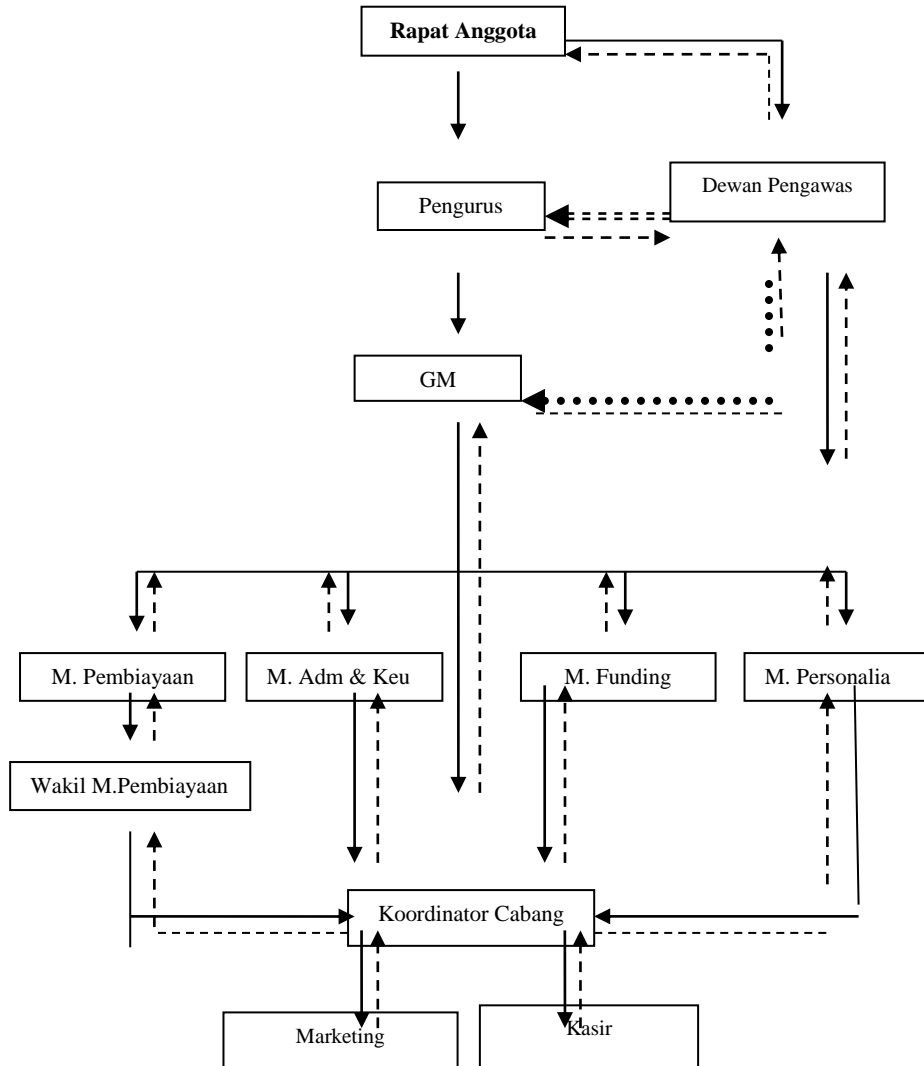 Rapat Anggota
Dewan Pengawas
Pengurus
GM
M. Pembiayaan
M. Adm & Keu
M. Funding
M. Personalia
Wakil M.Pembiayaan
Koordinator Cabang
Marketing
Kasir